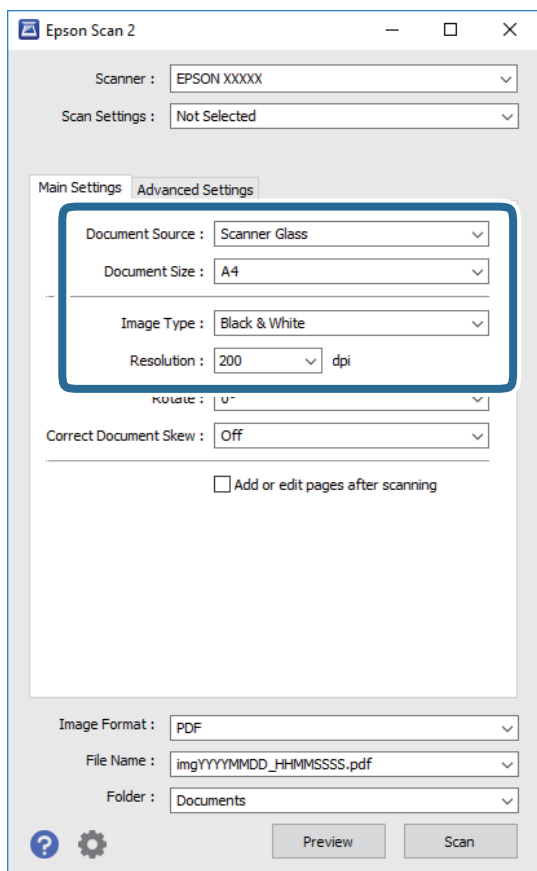 Epson Scan 2
Scanner : EPSON XXXXX
Scan Settings : Not Selected
Main Settings Advanced Settings
Document Source : Scanner Glass
Document Size : A4
Image Type : Black & White
Resolution : 200 dpi
Rotate : 0°
Correct Document Skew : Off
Add or edit pages after scanning
Image Format : PDF
File Name : imgYYYYMMDD_HHMMSSSS.pdf
Folder : Documents
? Preview Scan